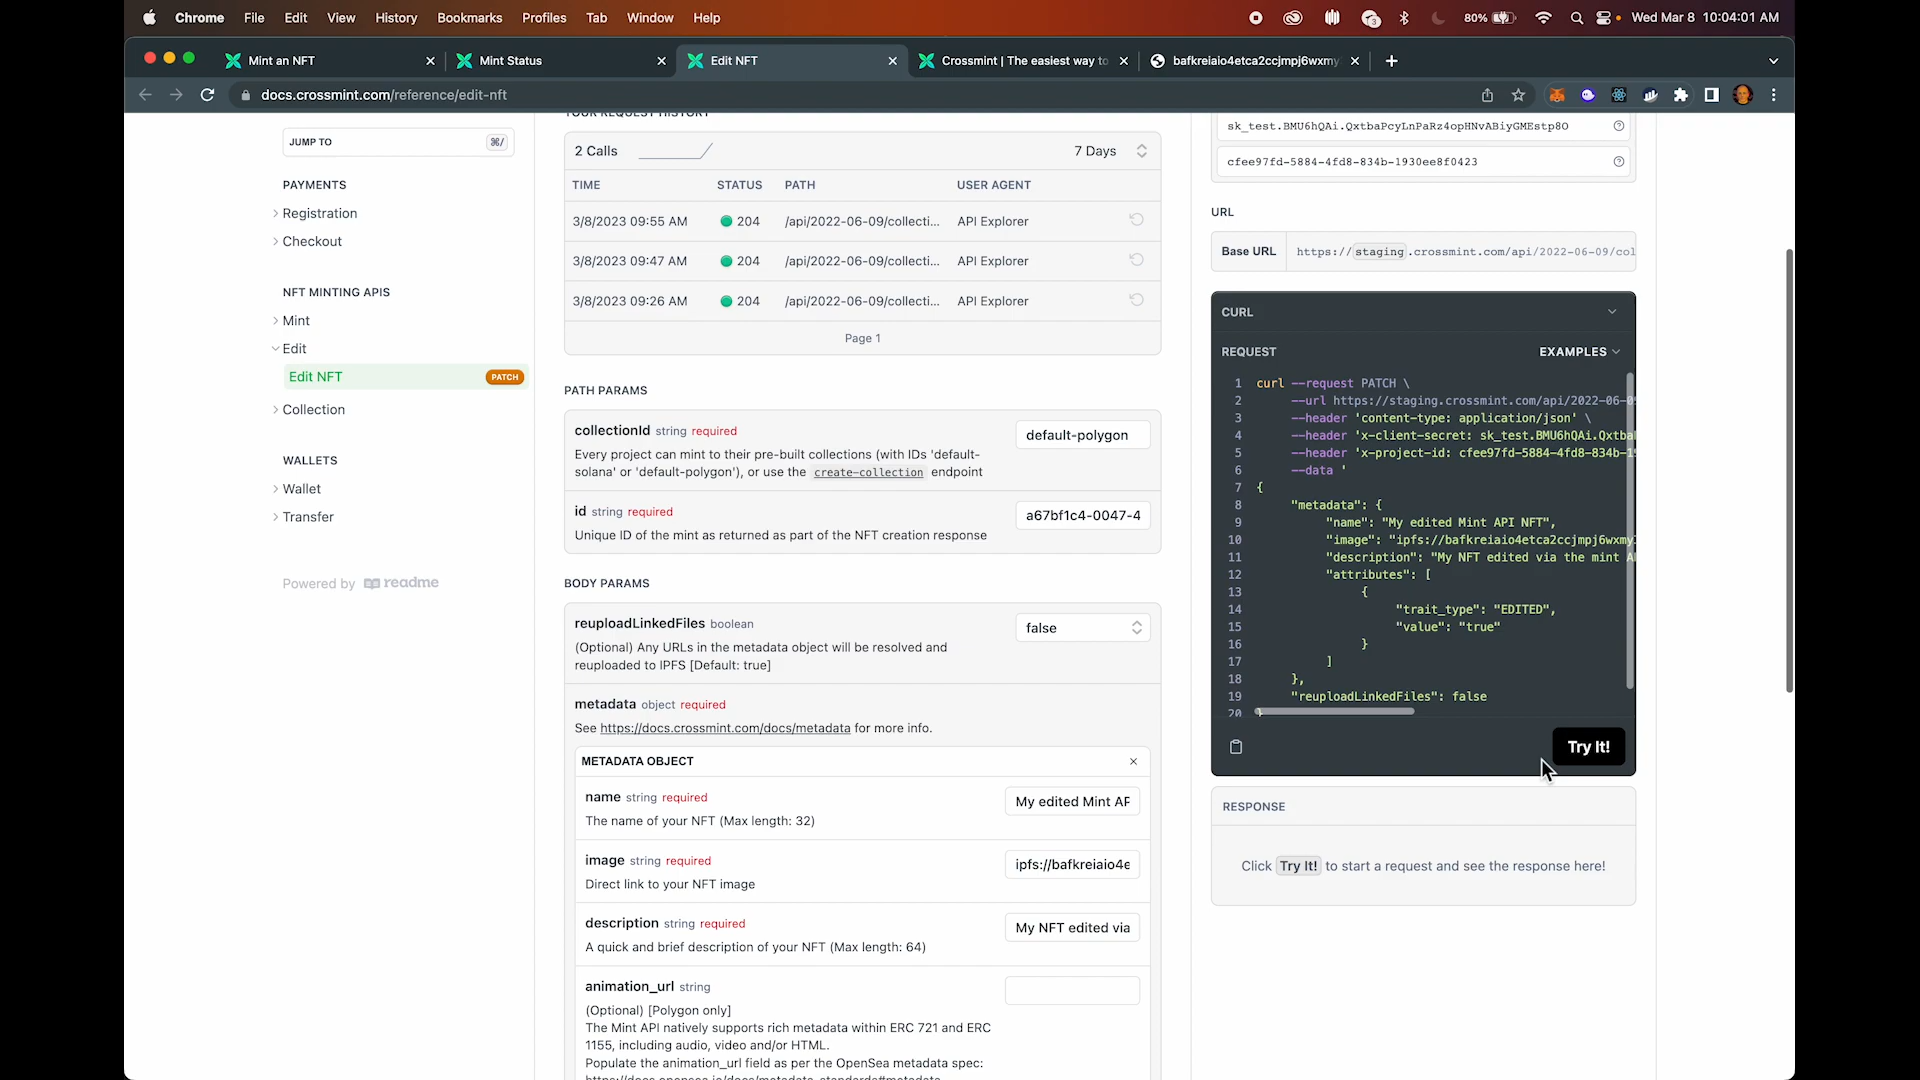 Chrome File Edit View History Bookmarks Profiles Tab Window Help
3 80% Wed Mar 8 10:04:01 AM
Mint an NFT
Mint Status
Edit NFT
Crossmint | The easiest way to
bafkreiaio4etca2ccjmpj6wxmy
docs.crossmint.com/reference/edit-nft
JUMP TO ⌘/
PAYMENTS
Registration
Checkout
NFT MINTING APIS
Mint
Edit
Edit NFT PATCH
Collection
WALLETS
Wallet
Transfer
Powered by readme
YOUR REQUEST HISTORY
2 Calls 7 Days
TIME STATUS PATH USER AGENT
3/8/2023 09:55 AM 204 /api/2022-06-09/collecti... API Explorer
3/8/2023 09:47 AM 204 /api/2022-06-09/collecti... API Explorer
3/8/2023 09:26 AM 204 /api/2022-06-09/collecti... API Explorer
Page 1
PATH PARAMS
collectionId string required
default-polygon
Every project can mint to their pre-built collections (with IDs 'default-
solana' or 'default-polygon'), or use the create-collection endpoint
id string required
a67bf1c4-0047-4
Unique ID of the mint as returned as part of the NFT creation response
BODY PARAMS
reuploadLinkedFiles boolean
false
(Optional) Any URLs in the metadata object will be resolved and
reuploaded to IPFS [Default: true]
metadata object required
See https://docs.crossmint.com/docs/metadata for more info.
METADATA OBJECT
name string required
My edited Mint AP
The name of your NFT (Max length: 32)
image string required
ipfs://bafkreiaio4e
Direct link to your NFT image
description string required
My NFT edited via
A quick and brief description of your NFT (Max length: 64)
animation_url string
(Optional) [Polygon only]
The Mint API natively supports rich metadata within ERC 721 and ERC
1155, including audio, video and/or HTML.
Populate the animation_url field as per the OpenSea metadata spec:
https://docs.opensea.io/docs/metadata-standards#metadata
sk_test.BMU6hQAi.QxtbaPcyLnPaRz4opHNvABiyGMEstp8O
cfee97fd-5884-4fd8-834b-1930ee8f0423
URL
Base URL https://staging.crossmint.com/api/2022-06-09/col
CURL
REQUEST EXAMPLES
1 curl --request PATCH \
2 --url https://staging.crossmint.com/api/2022-06-0
3 --header 'content-type: application/json' \
4 --header 'x-client-secret: sk_test.BMU6hQAi.Qxtba
5 --header 'x-project-id: cfee97fd-5884-4fd8-834b-1
6 --data '
7 {
8 "metadata": {
9 "name": "My edited Mint API NFT",
10 "image": "ipfs://bafkreiaio4etca2ccjmpj6wxmy
11 "description": "My NFT edited via the mint A
12 "attributes": [
13 {
14 "trait_type": "EDITED",
15 "value": "true"
16 }
17 ]
18 },
19 "reuploadLinkedFiles": false
20 }
Try It!
RESPONSE
Click Try It! to start a request and see the response here!